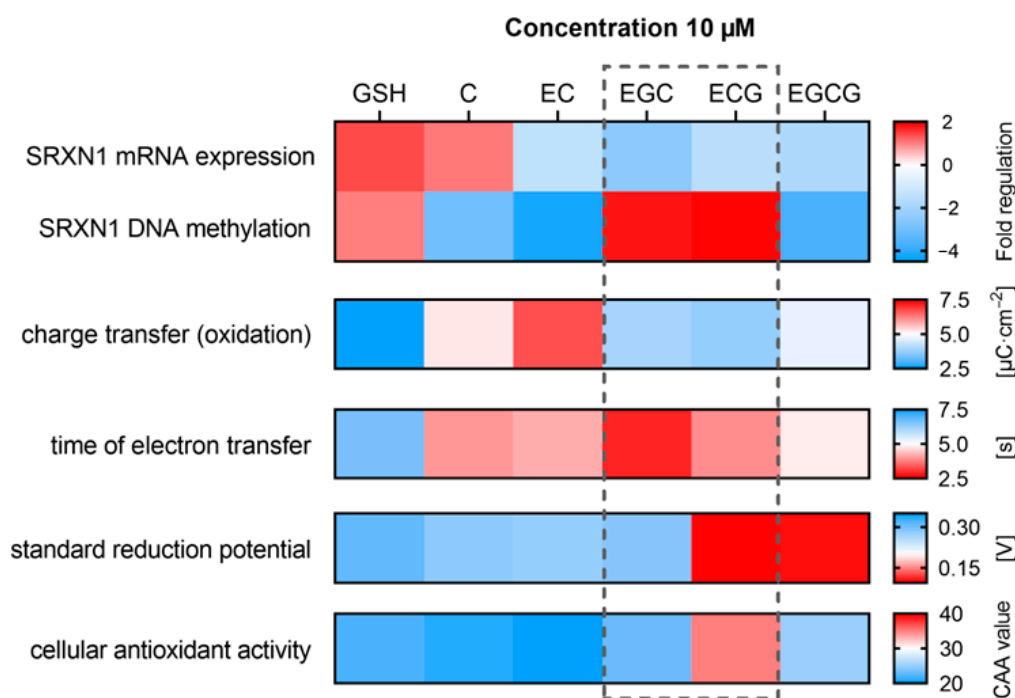 Concentration 10 µM
GSH C EC EGC ECG EGCG
SRXN1 mRNA expression
SRXN1 DNA methylation
2
0
−2
−4
Fold regulation
charge transfer (oxidation)
7.5
5.0
2.5
[µC·cm⁻²]
time of electron transfer
7.5
5.0
2.5
[s]
standard reduction potential
0.30
0.15
[V]
cellular antioxidant activity
40
30
20
CAA value